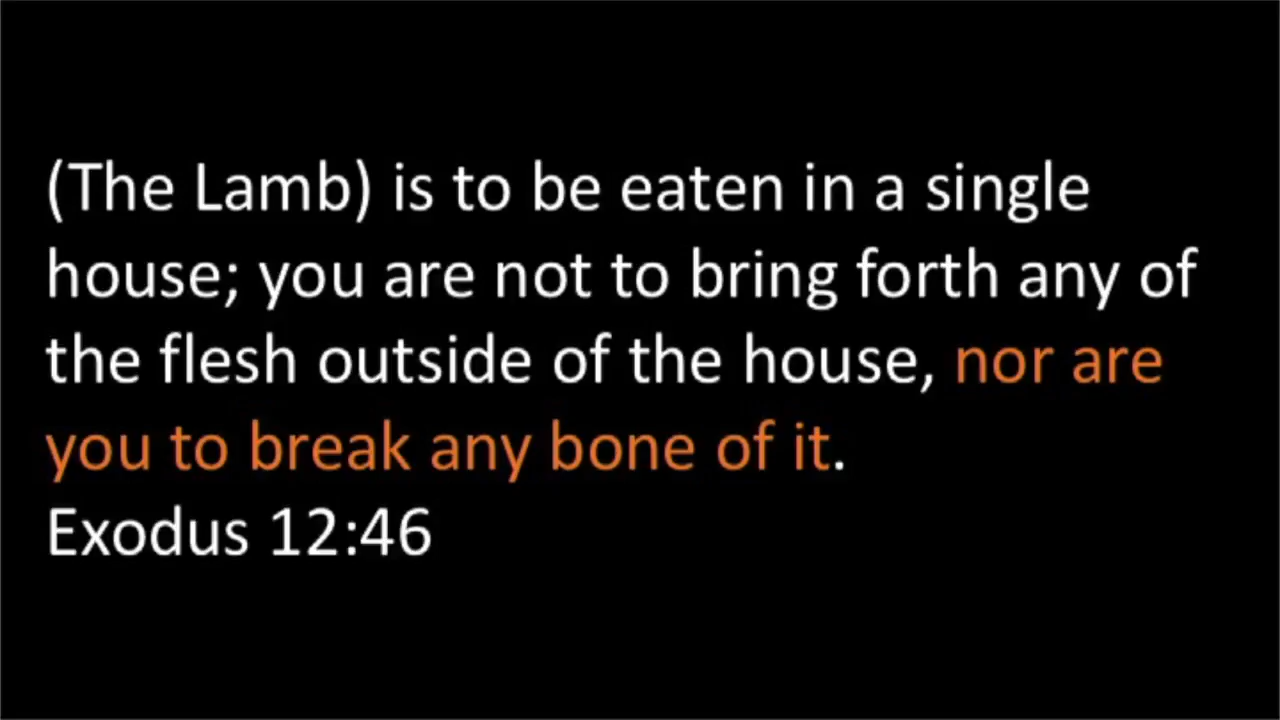 (The Lamb) is to be eaten in a single
house; you are not to bring forth any of
the flesh outside of the house, nor are
you to break any bone of it.
Exodus 12:46